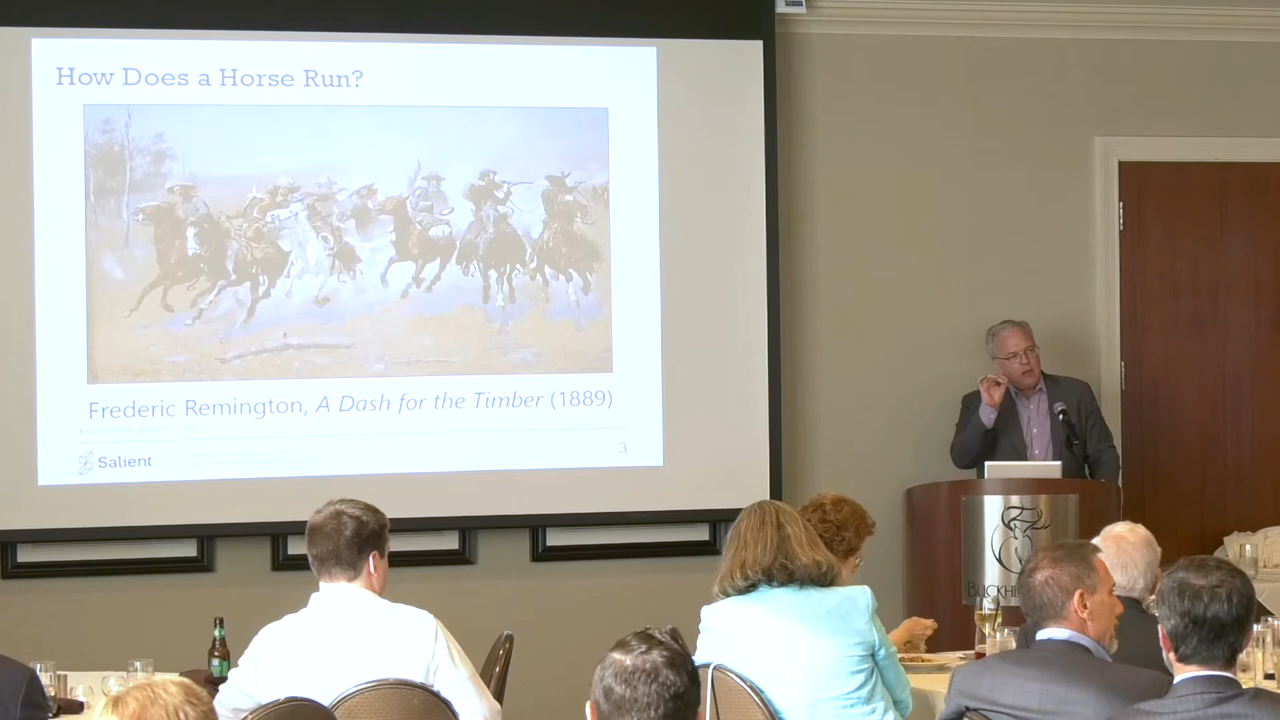 How Does a Horse Run?
Frederic Remington, A Dash for the Timber (1889)
Salient
3